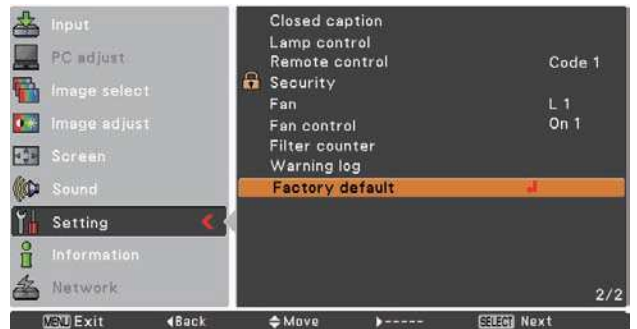 Input
PC adjust
Image select
Image adjust
Screen
Sound
Setting
Information
Network
Closed caption
Lamp control
Remote control Code 1
Security
Fan L 1
Fan control On 1
Filter counter
Warning log
Factory default
2/2
MENU Exit ◀Back Move ▶----- SELECT Next